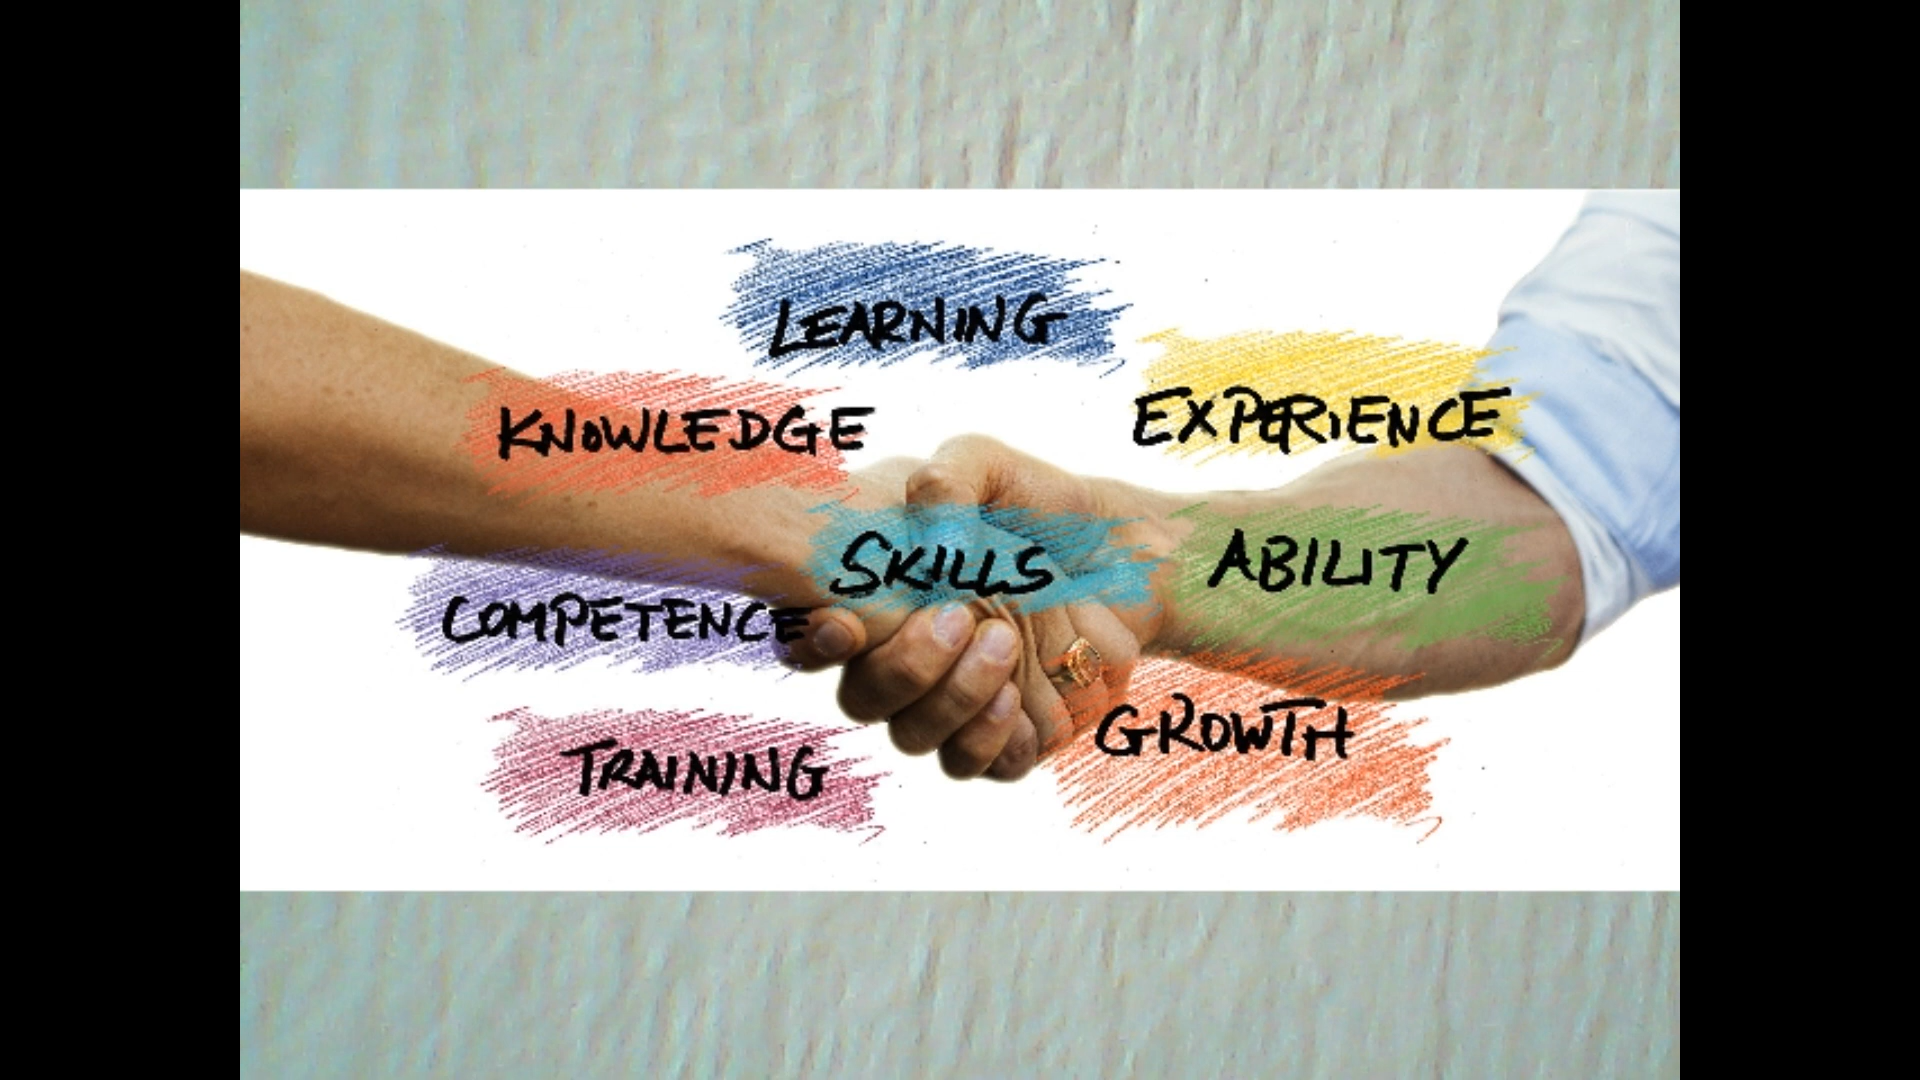 LEARNING
EXPERIENCE
KNOWLEDGE
SKILLS
ABILITY
COMPETENCE
GROWTH
TRAINING